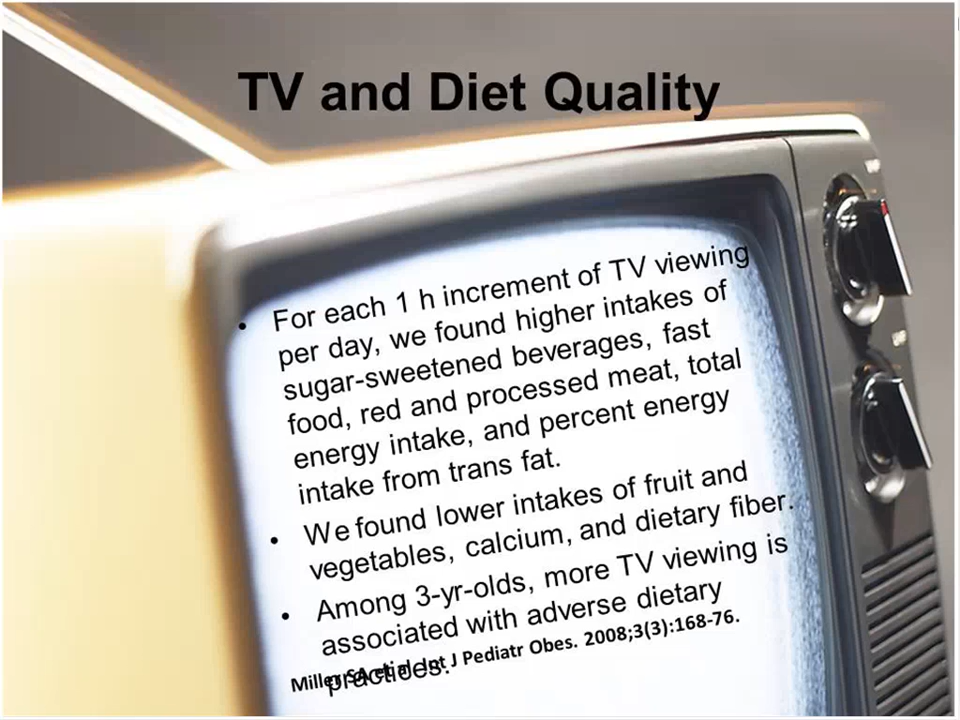 TV and Diet Quality
• For each 1 h increment of TV viewing
per day, we found higher intakes of
sugar-sweetened beverages, fast
food, red and processed meat, total
energy intake, and percent energy
intake from trans fat.
• We found lower intakes of fruit and
vegetables, calcium, and dietary fiber.
• Among 3-yr-olds, more TV viewing is
associated with adverse dietary
practices.
Miller SA et al. Int J Pediatr Obes. 2008;3(3):168-76.